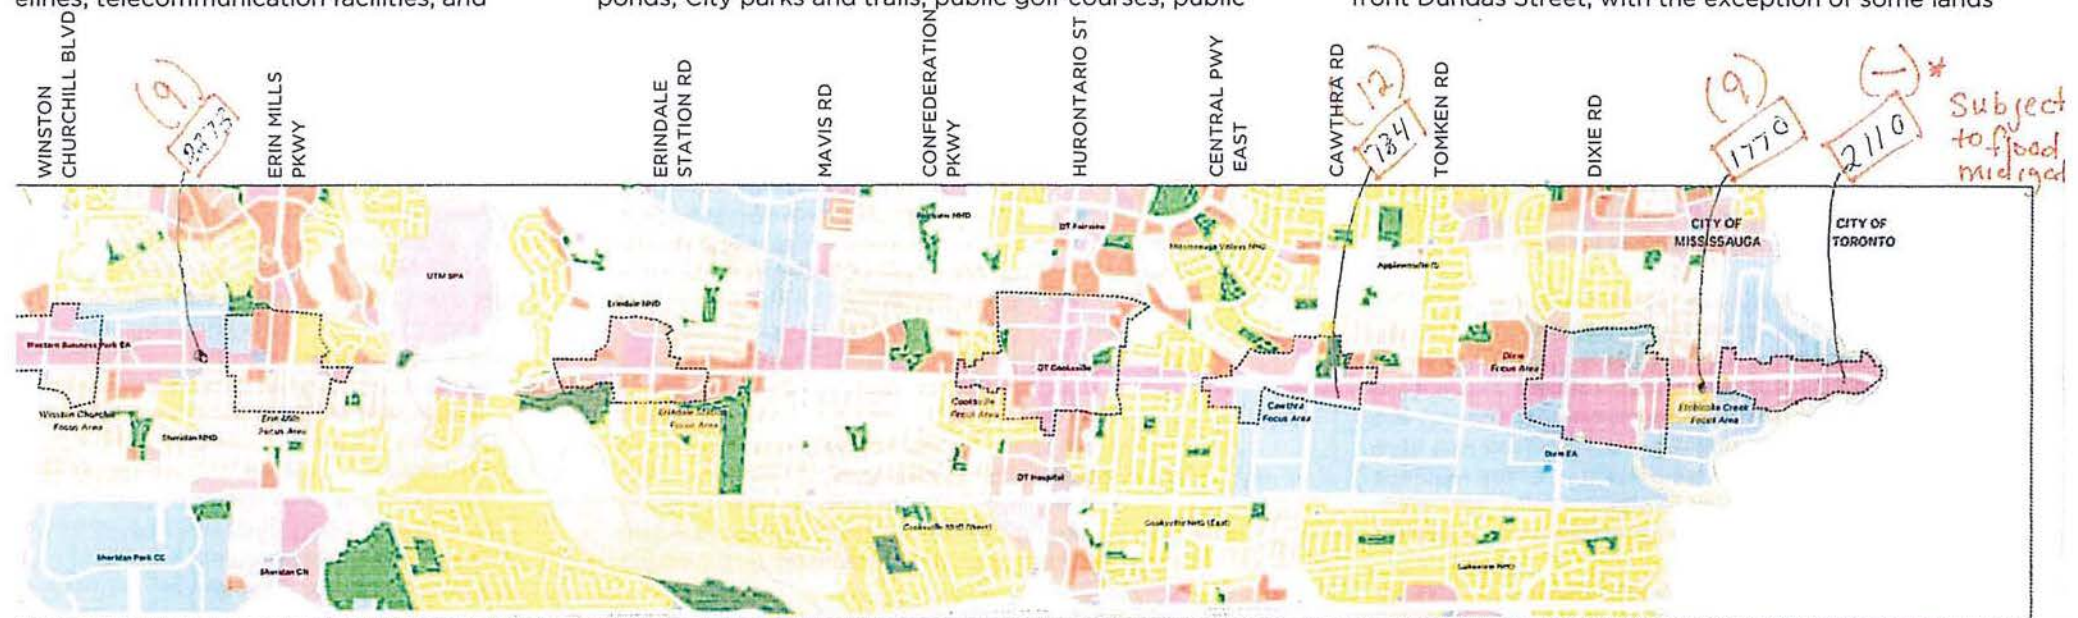 elines, telecommunication facilities, and
ponds, City parks and trails, public golf courses, public
front Dundas Street, with the exception of some lands
WINSTON
CHURCHILL BLVD
(9)
2273
ERIN MILLS
PKWY
ERINDALE
STATION RD
MAVIS RD
CONFEDERATION
PKWY
HURONTARIO ST
CENTRAL PWY
EAST
CAWTHRA RD
(12)
784
TOMKEN RD
DIXIE RD
(9)
1770
(-)*
2110
Subject
to flood
CITY OF
MISSISSAUGA
CITY OF
TORONTO
Fairview NHD
DT Fairview
Mississauga Valleys NHD
Applewood NHD
UTM SPA
Erindale NHD
Western Business Park EA
DT Cooksville
Dixie
Focus Area
Winston Churchill
Focus Area
Erin Mills
Focus Area
Erindale Station
Focus Area
Cooksville
Focus Area
Cawthra
Focus Area
Etobicoke Creek
Focus Area
Sheridan NHD
Dixie EA
DT Hospital
Cooksville NHD (West)
Cooksville NHD (East)
Sheridan Park CC
Sheridan CN
Lakeview NHD